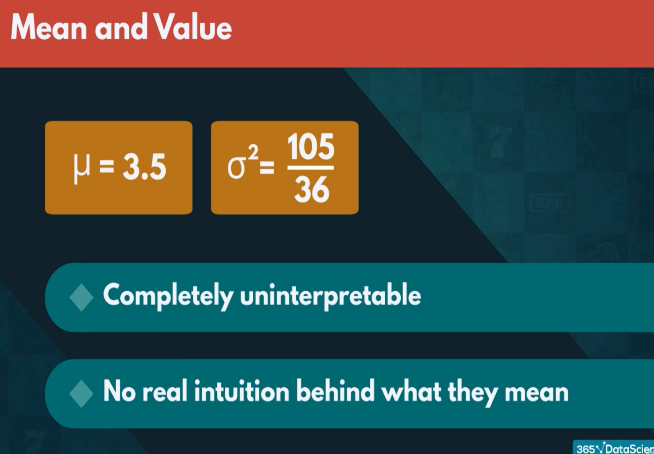 Mean and Value
μ = 3.5
σ²= 105/36
Completely uninterpretable
No real intuition behind what they mean
365√DataScien